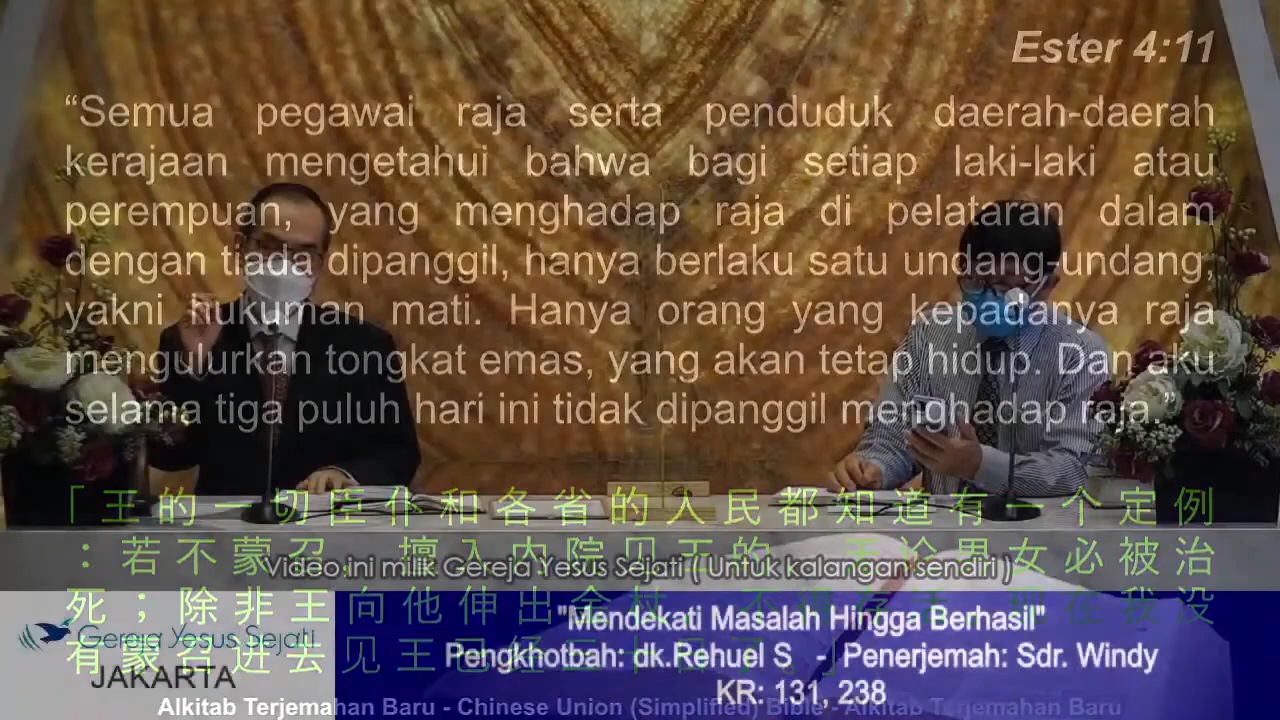 Ester 4:11
“Semua pegawai raja serta penduduk daerah-daerah
kerajaan mengetahui bahwa bagi setiap laki-laki atau
perempuan, yang menghadap raja di pelataran dalam
dengan tiada dipanggil, hanya berlaku satu undang-undang,
yakni hukuman mati. Hanya orang yang kepadanya raja
mengulurkan tongkat emas, yang akan tetap hidup. Dan aku
selama tiga puluh hari ini tidak dipanggil menghadap raja.”
「王的一切臣仆和各省的人民都知道有一个定例
：若不蒙召，擅入内院见王的，无论男女必被治
死；除非王向他伸出金杖，不得存活。现在我没
有蒙召进去见王已经三十日了。」
Video ini milik Gereja Yesus Sejati ( Untuk kalangan sendiri )
Gereja Yesus Sejati
JAKARTA
"Mendekati Masalah Hingga Berhasil"
Pengkhotbah: dk.Rehuel S - Penerjemah: Sdr. Windy
KR: 131, 238
Alkitab Terjemahan Baru - Chinese Union (Simplified) Bible - Alkitab Terjemahan Baru